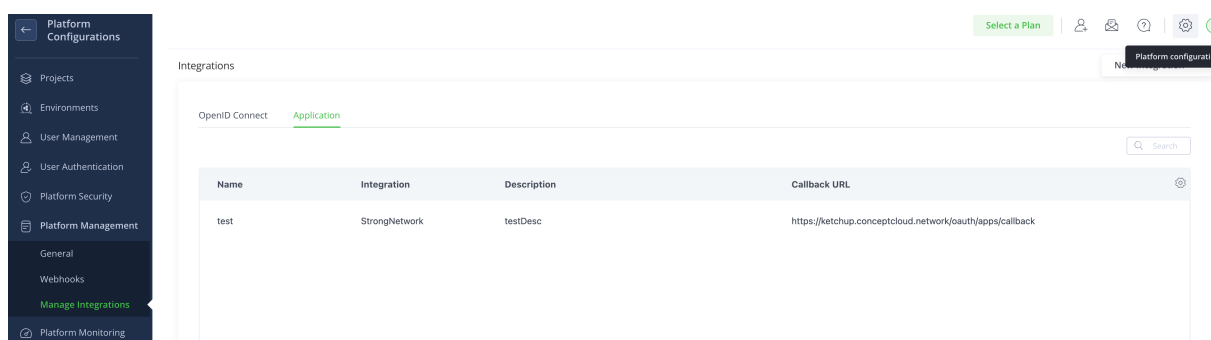 Platform
Configurations
Select a Plan
Platform configurati
Integrations
Projects
Environments
User Management
User Authentication
Platform Security
Platform Management
General
Webhooks
Manage Integrations
Platform Monitoring
OpenID Connect Application
Search
Name Integration Description Callback URL
test StrongNetwork testDesc https://ketchup.conceptcloud.network/oauth/apps/callback